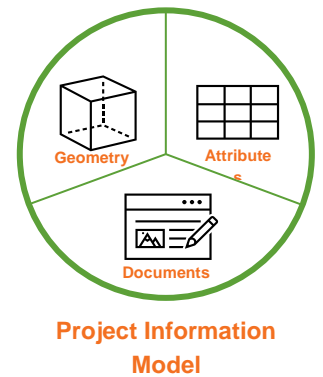 Geometry
Attribute
s
Documents
Project Information
Model